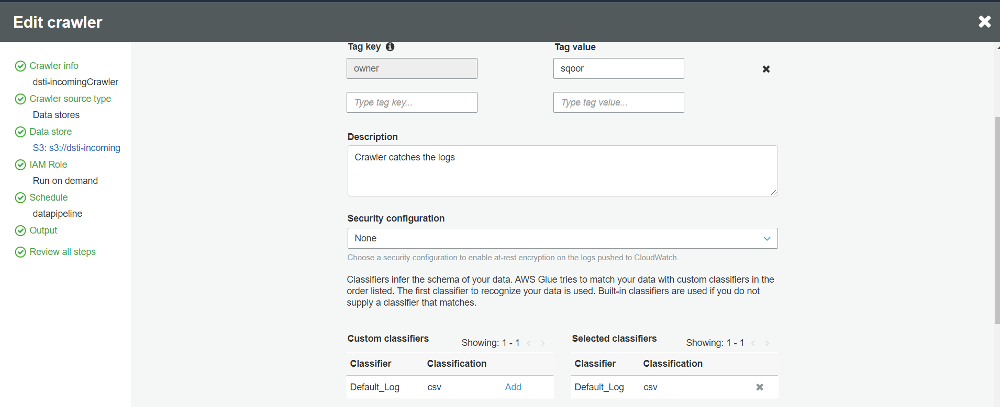 Edit crawler
Crawler info
dsti-incomingCrawler
Crawler source type
Data stores
Data store
S3: s3://dsti-incoming
IAM Role
Run on demand
Schedule
datapipeline
Output
Review all steps
Tag key Tag value
owner sqoor
Type tag key... Type tag value...
Description
Crawler catches the logs
Security configuration
None
Choose a security configuration to enable at-rest encryption on the logs pushed to CloudWatch.
Classifiers infer the schema of your data. AWS Glue tries to match your data with custom classifiers in the
order listed. The first classifier to recognize your data is used. Built-in classifiers are used if you do not
supply a classifier that matches.
Custom classifiers Showing: 1 - 1
Classifier Classification
Default_Log csv Add
Selected classifiers Showing: 1 - 1
Classifier Classification
Default_Log csv